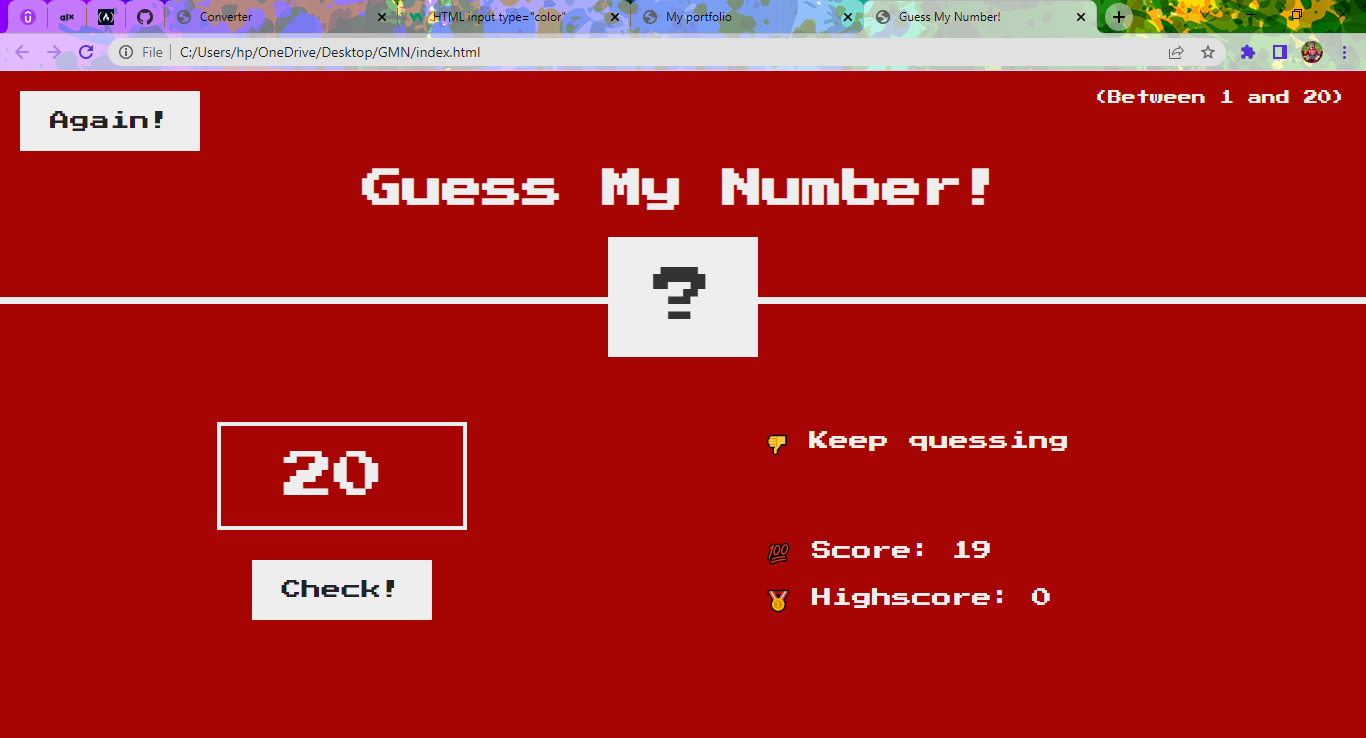 alx
Converter
HTML input type="color"
My portfolio
Guess My Number!
File
C:/Users/hp/OneDrive/Desktop/GMN/index.html
Again!
(Between 1 and 20)
Guess My Number!
?
20
👎 Keep quessing
💯 Score: 19
🏅 Highscore: 0
Check!